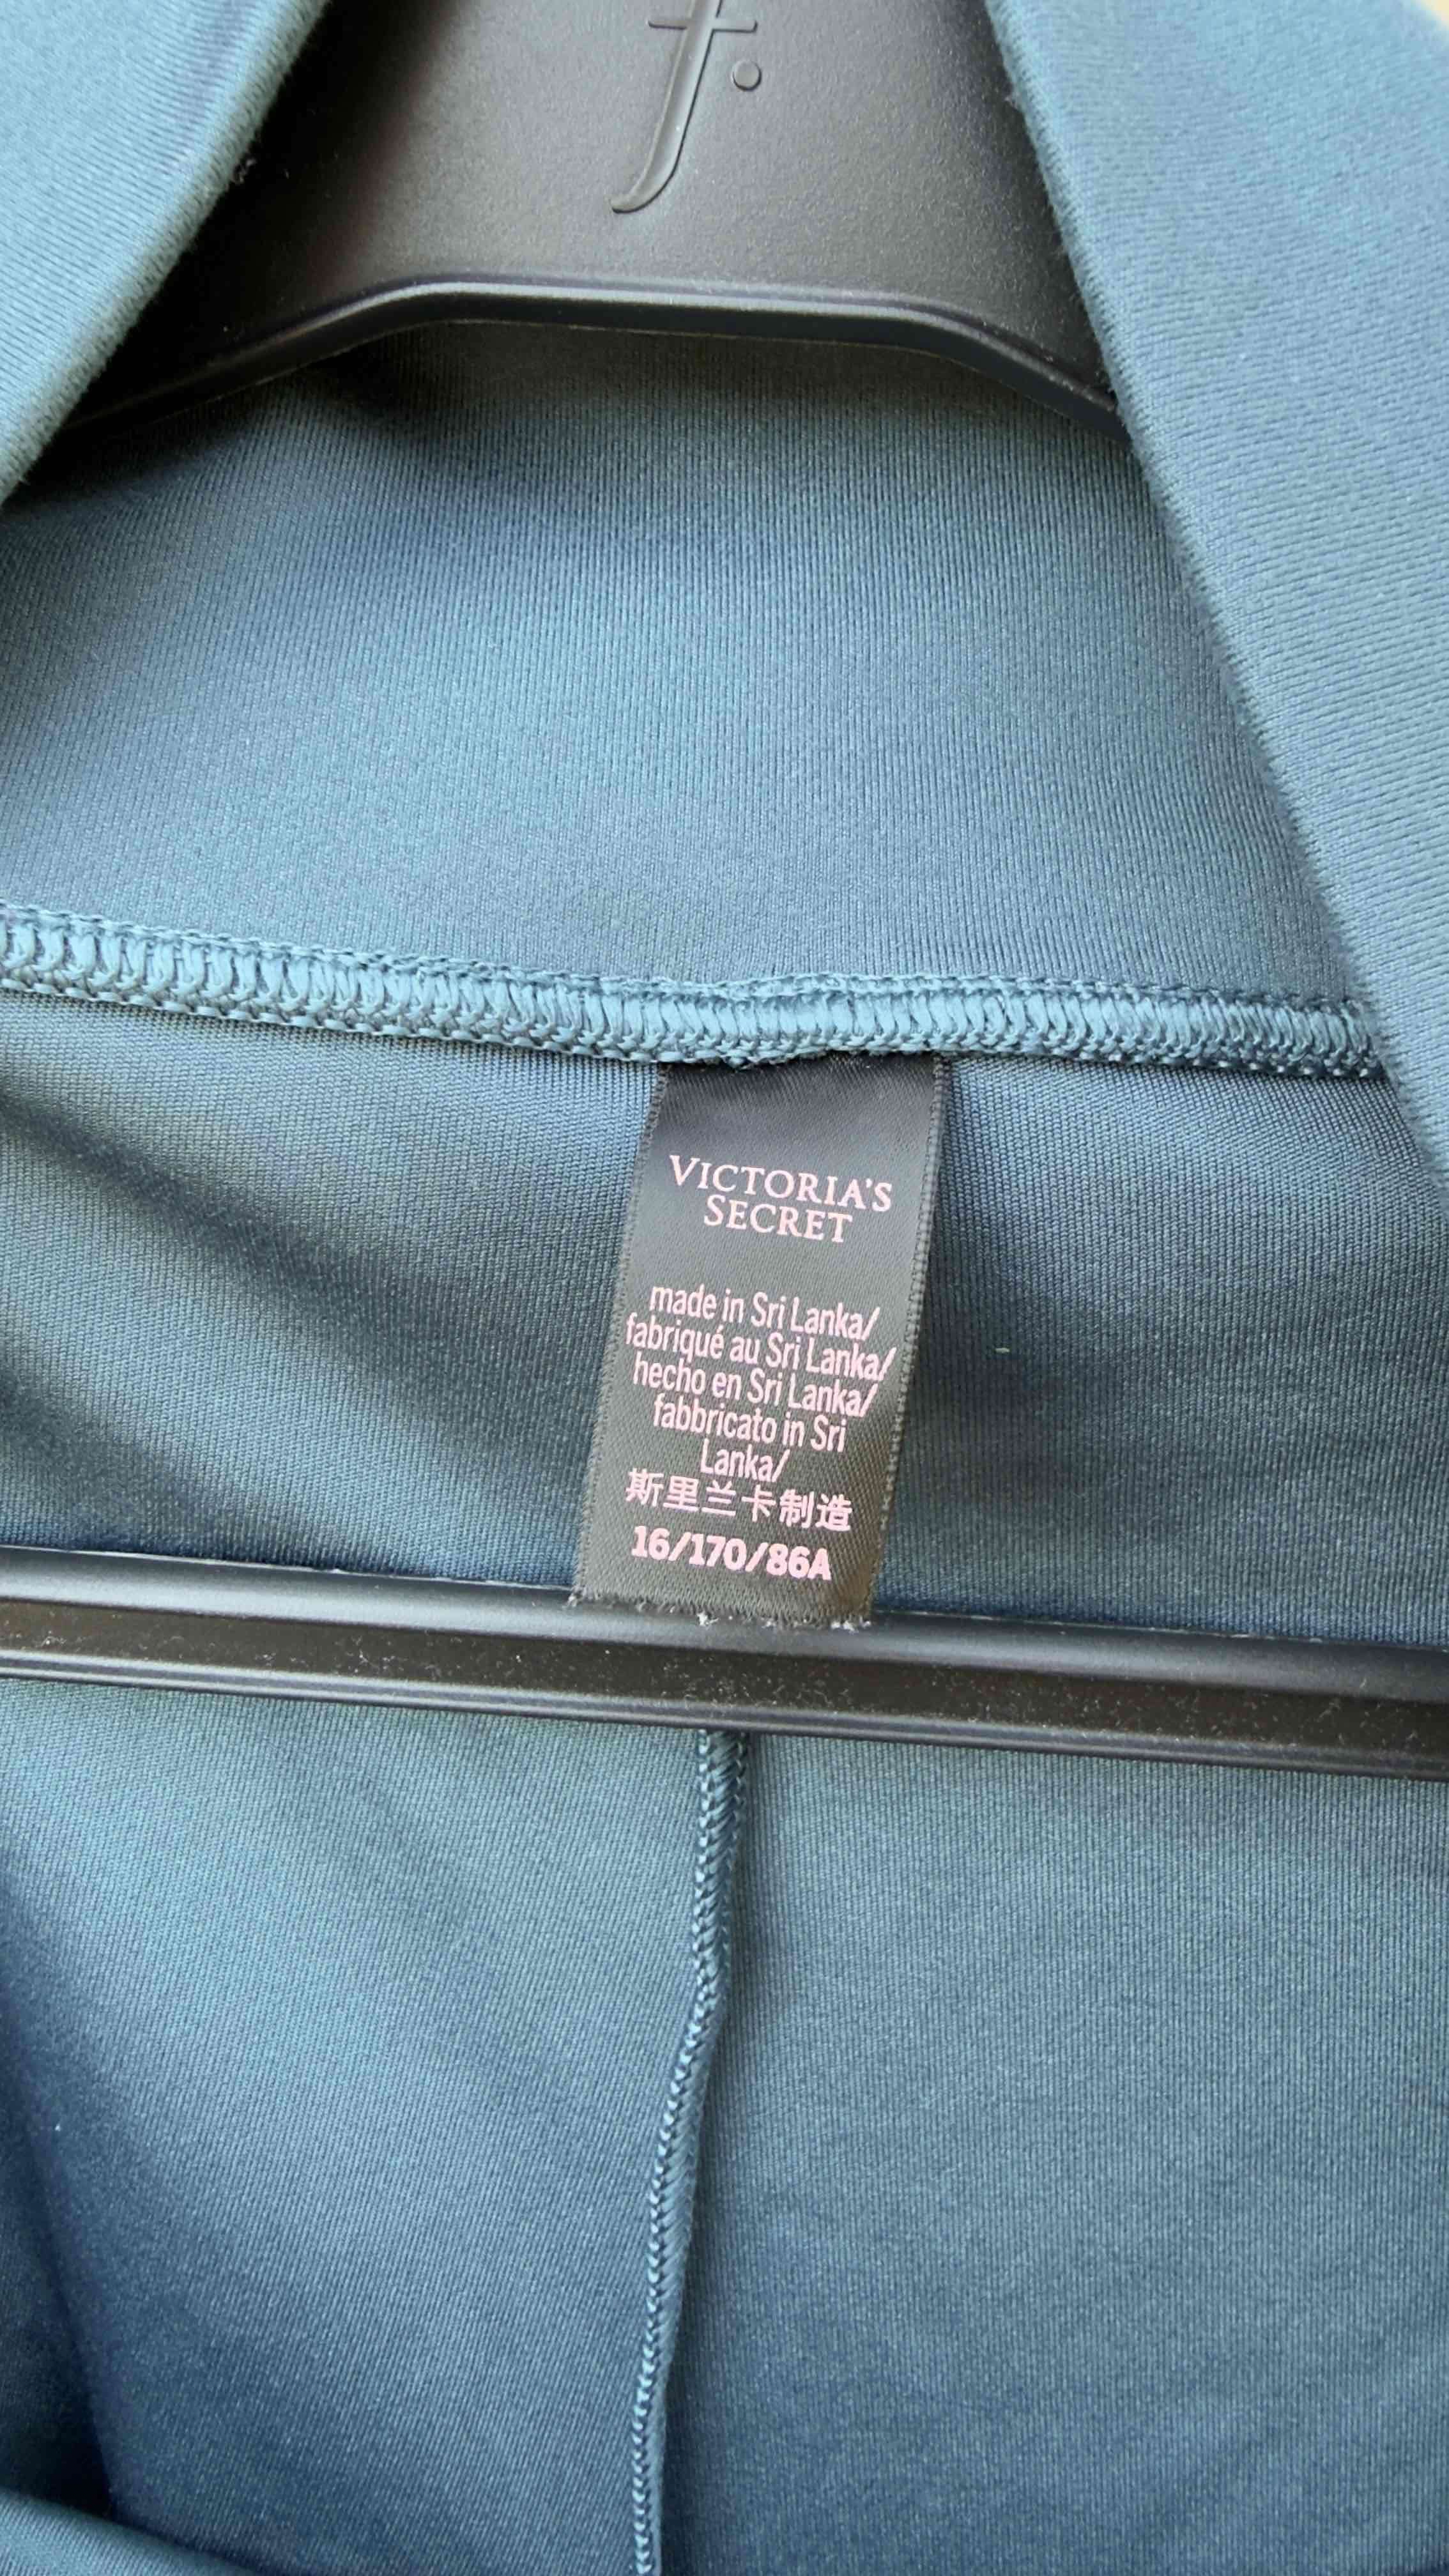 f.
VICTORIA'S
SECRET
made in Sri Lanka/
fabriqué au Sri Lanka/
hecho en Sri Lanka/
fabbricato in Sri
Lanka/
斯里兰卡制造
16/170/86A